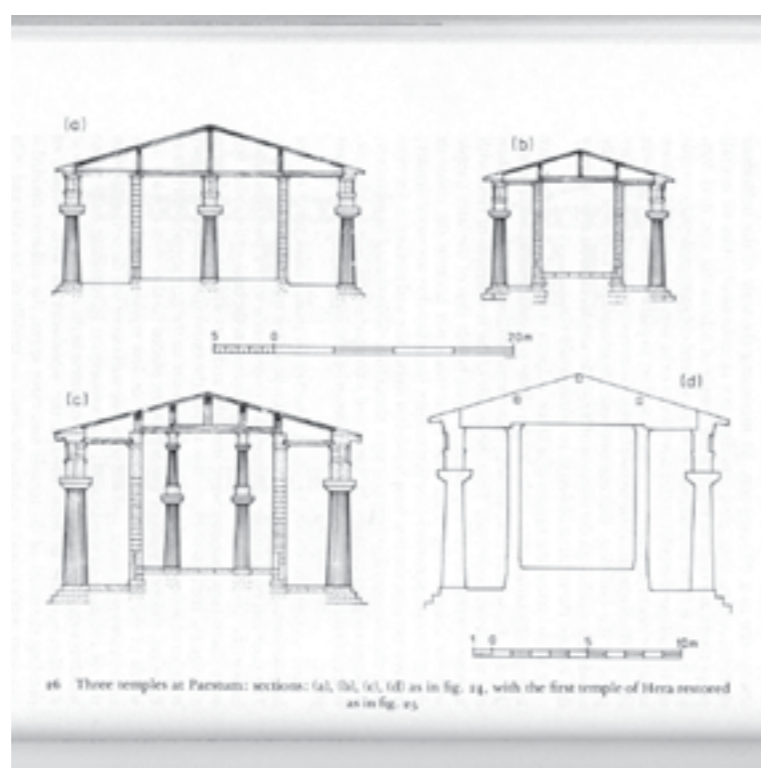 (a)
(b)
5 0 20m
(c)
(d)
1 0 5 10m
26 Three temples at Paestum: sections: (a), (b), (c), (d) as in fig. 24, with the first temple of Hera restored
as in fig. 25